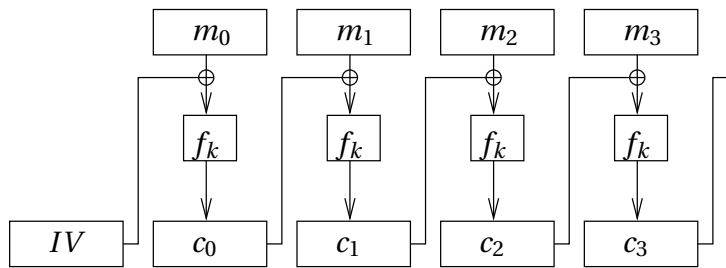 m₀ m₁ m₂ m₃
fₖ fₖ fₖ fₖ
IV c₀ c₁ c₂ c₃